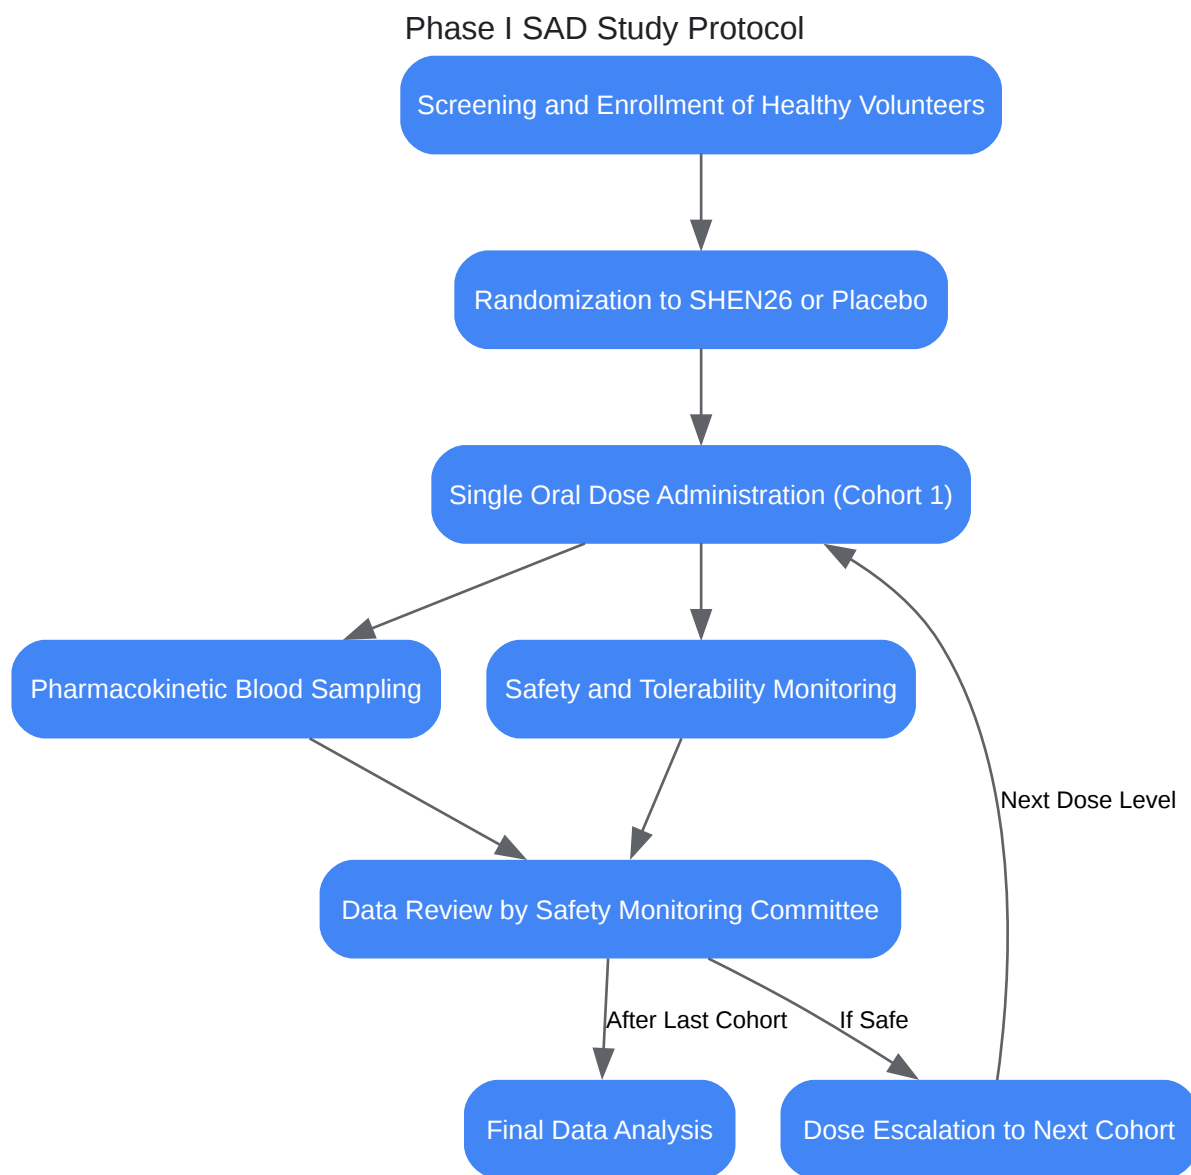 Phase I SAD Study Protocol
Screening and Enrollment of Healthy Volunteers
Randomization to SHEN26 or Placebo
Single Oral Dose Administration (Cohort 1)
Pharmacokinetic Blood Sampling
Safety and Tolerability Monitoring
Next Dose Level
Data Review by Safety Monitoring Committee
After Last Cohort
If Safe
Final Data Analysis
Dose Escalation to Next Cohort